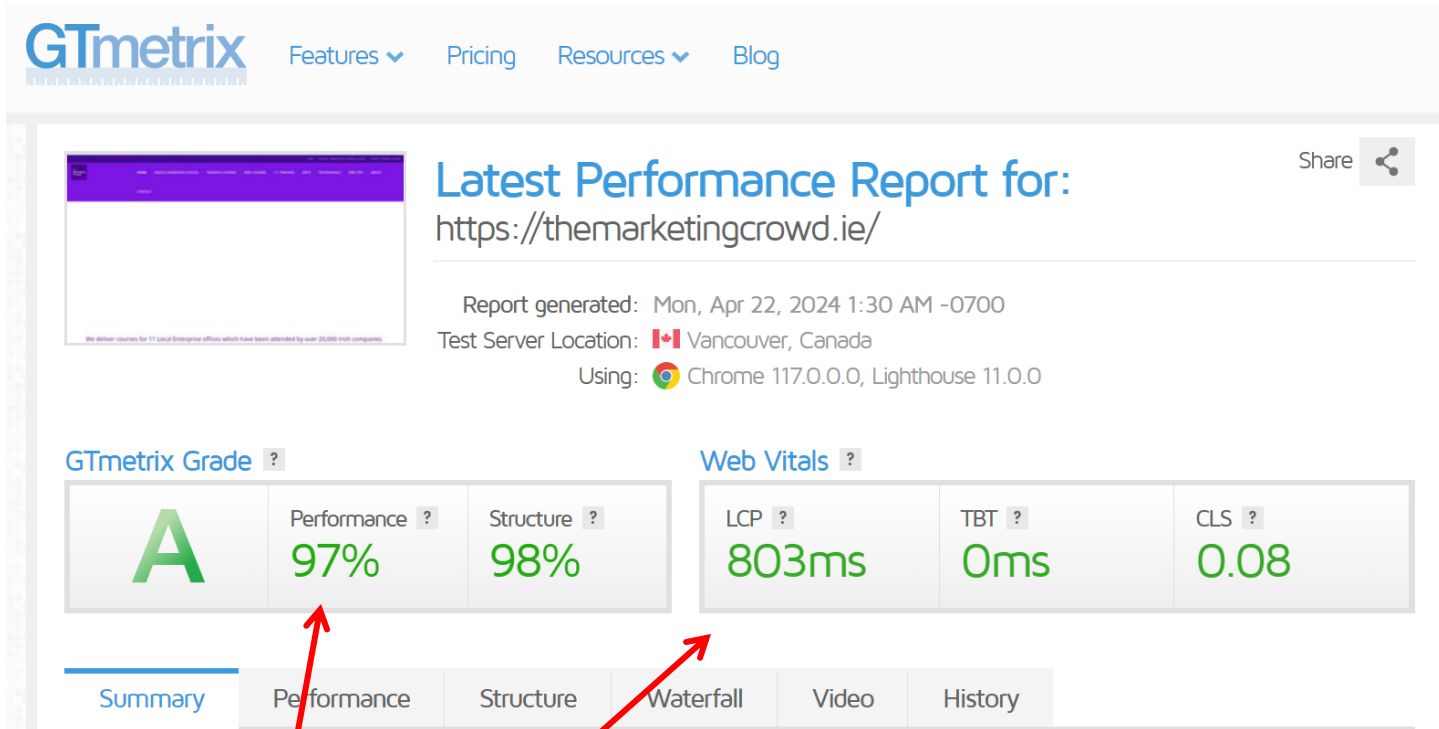 GTmetrix Features Pricing Resources Blog
Share
Latest Performance Report for:
https://themarketingcrowd.ie/
Report generated: Mon, Apr 22, 2024 1:30 AM -0700
Test Server Location: Vancouver, Canada
Using: Chrome 117.0.0.0, Lighthouse 11.0.0
We deliver courses for 11 Local Enterprise offices which have been attended by over 20,000 Irish companies
GTmetrix Grade ? Web Vitals ?
A
Performance ? Structure ? LCP ? TBT ? CLS ?
97% 98% 803ms 0ms 0.08
Summary Performance Structure Waterfall Video History